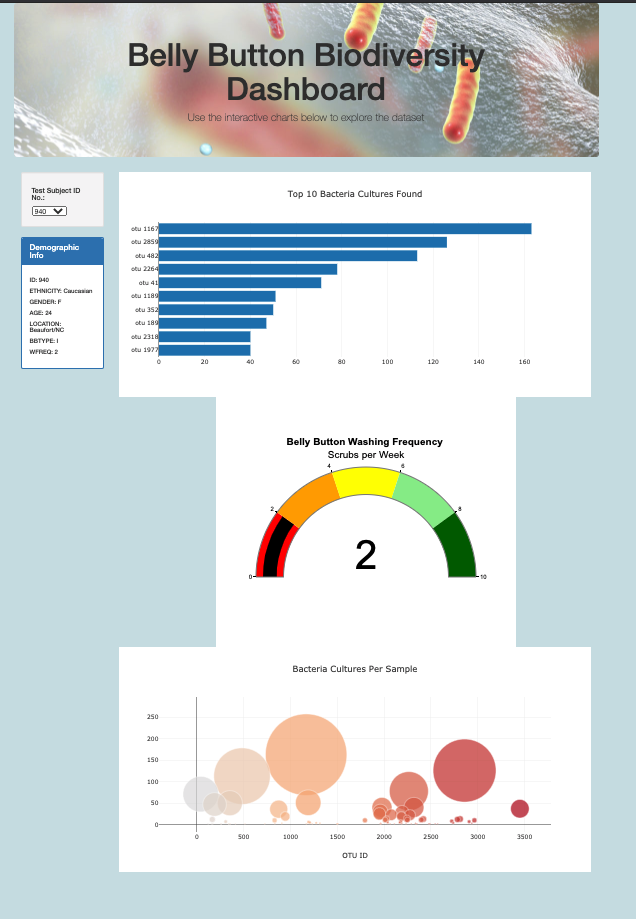 Belly Button Biodiversity
Dashboard
Use the interactive charts below to explore the dataset
Test Subject ID
No.:
940
Demographic
Info
ID: 940
ETHNICITY: Caucasian
GENDER: F
AGE: 24
LOCATION:
Beaufort/NC
BBTYPE: I
WFREQ: 2
Top 10 Bacteria Cultures Found
otu 1167
otu 2859
otu 482
otu 2264
otu 41
otu 1189
otu 352
otu 189
otu 2318
otu 1977
0 20 40 60 80 100 120 140 160
Belly Button Washing Frequency
Scrubs per Week
4 6
2 8
2
0 10
Bacteria Cultures Per Sample
250
200
150
100
50
0
0 500 1000 1500 2000 2500 3000 3500
OTU ID